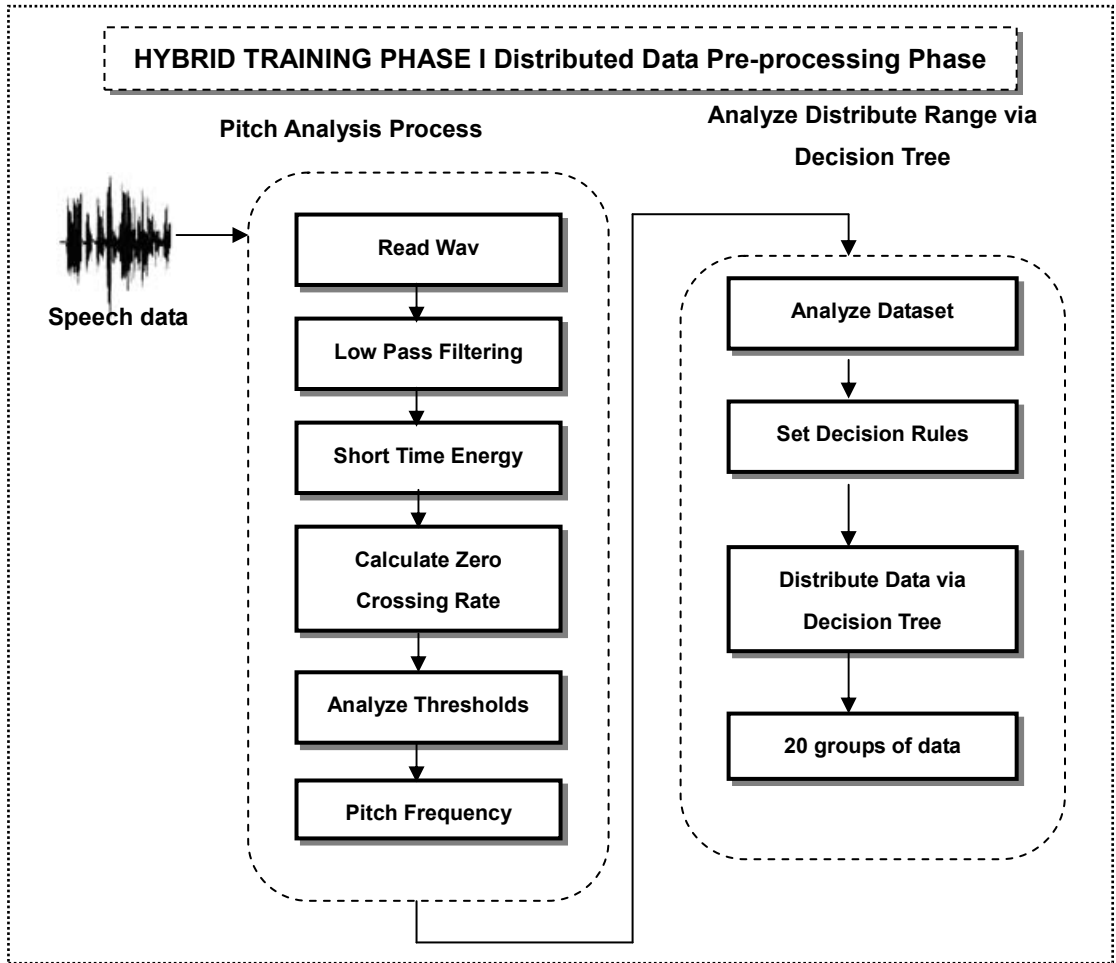 HYBRID TRAINING PHASE I Distributed Data Pre-processing Phase
Pitch Analysis Process
Speech data
Read Wav
Low Pass Filtering
Short Time Energy
Calculate Zero
Crossing Rate
Analyze Thresholds
Pitch Frequency
Analyze Distribute Range via
Decision Tree
Analyze Dataset
Set Decision Rules
Distribute Data via
Decision Tree
20 groups of data